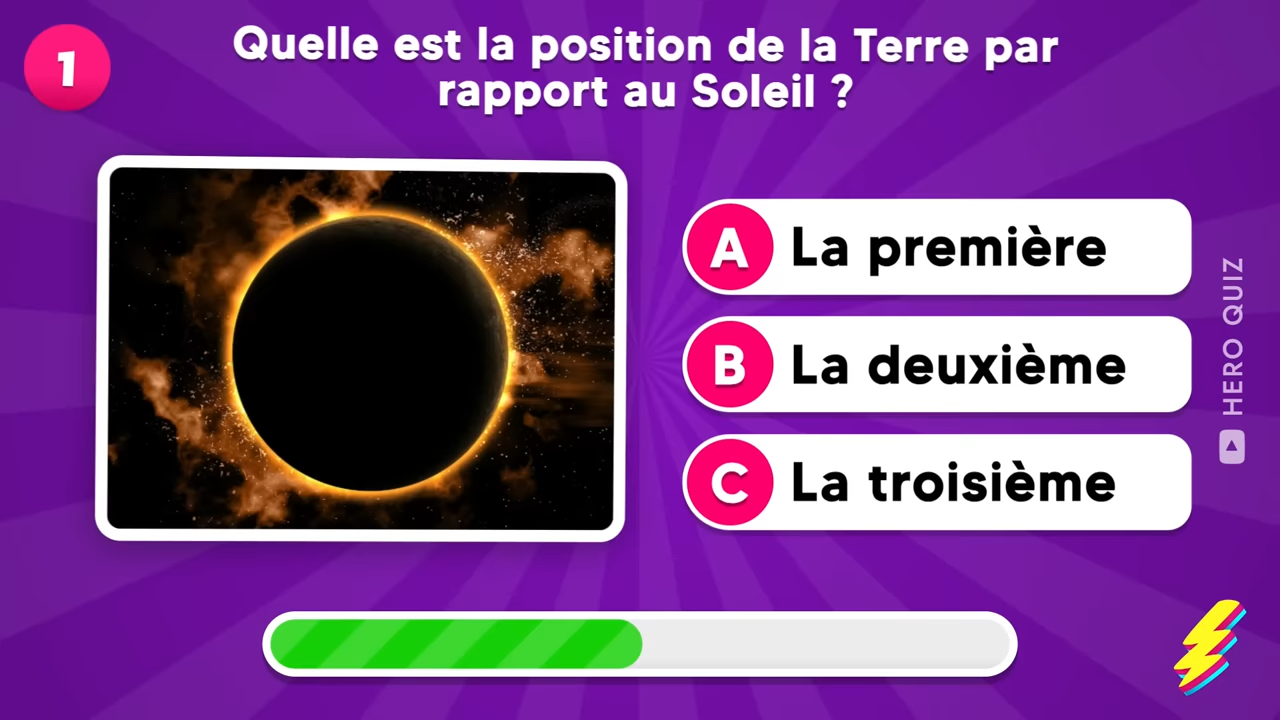 1
Quelle est la position de la Terre par
rapport au Soleil ?
A La première
B La deuxième
C La troisième
HERO QUIZ